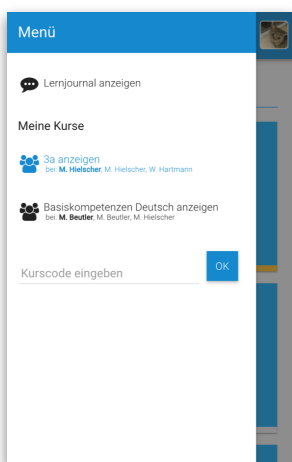 Menü
Lernjournal anzeigen
Meine Kurse
3a anzeigen
bei: M. Hielscher, M. Hielscher, W. Hartmann
Basiskompetenzen Deutsch anzeigen
bei: M. Beutler, M. Beutler, M. Hielscher
Kurscode eingeben
OK